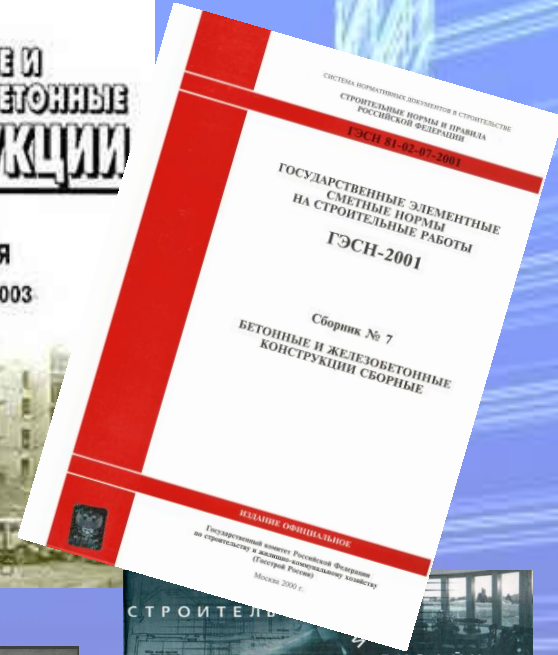 Е И
ЕТОННЫЕ
КЦИИ
Я
003
СИСТЕМА НОРМАТИВНЫХ ДОКУМЕНТОВ В СТРОИТЕЛЬСТВЕ
СТРОИТЕЛЬНЫЕ НОРМЫ И ПРАВИЛА
РОССИЙСКОЙ ФЕДЕРАЦИИ
ГЭСН 81-02-07-2001
ГОСУДАРСТВЕННЫЕ ЭЛЕМЕНТНЫЕ
СМЕТНЫЕ НОРМЫ
НА СТРОИТЕЛЬНЫЕ РАБОТЫ
ГЭСН-2001
Сборник № 7
БЕТОННЫЕ И ЖЕЛЕЗОБЕТОННЫЕ
КОНСТРУКЦИИ СБОРНЫЕ
ИЗДАНИЕ ОФИЦИАЛЬНОЕ
Государственный комитет Российской Федерации
по строительству и жилищно-коммунальному хозяйству
(Госстрой России)
Москва 2000 г.
СТРОИТЕЛЬ